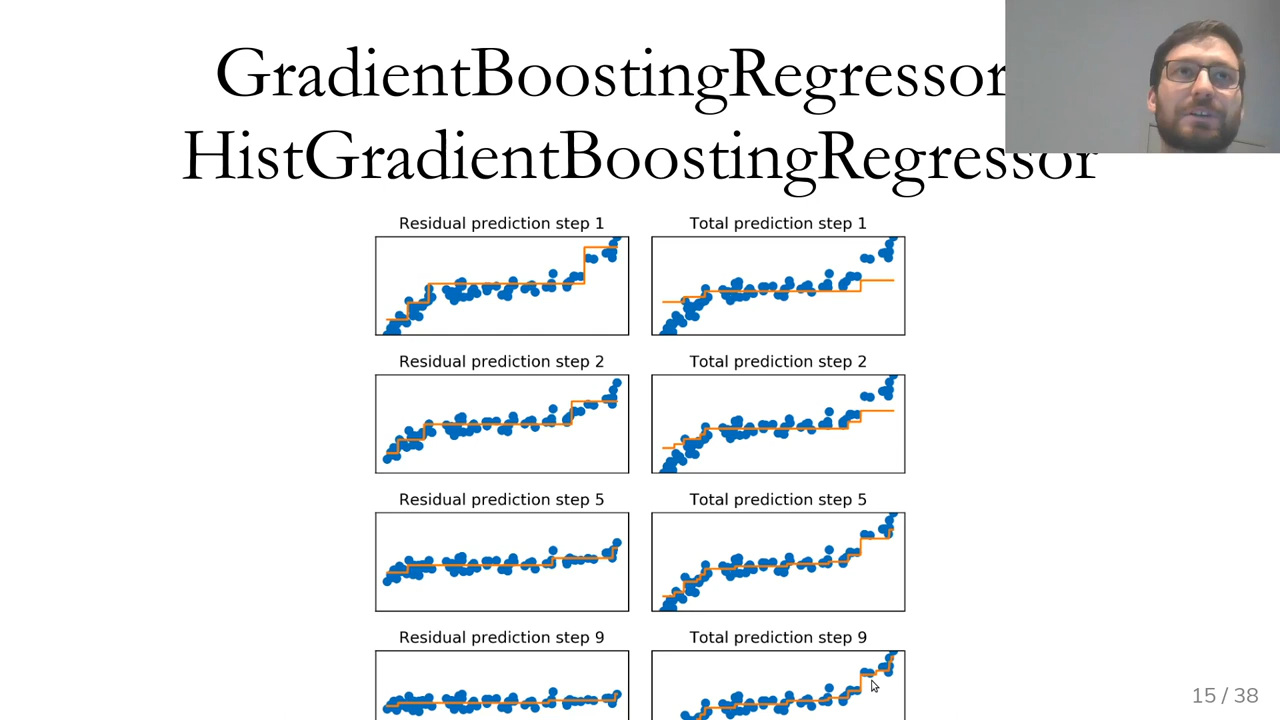 GradientBoostingRegressor
HistGradientBoostingRegressor
Residual prediction step 1
Total prediction step 1
Residual prediction step 2
Total prediction step 2
Residual prediction step 5
Total prediction step 5
Residual prediction step 9
Total prediction step 9
15 / 38